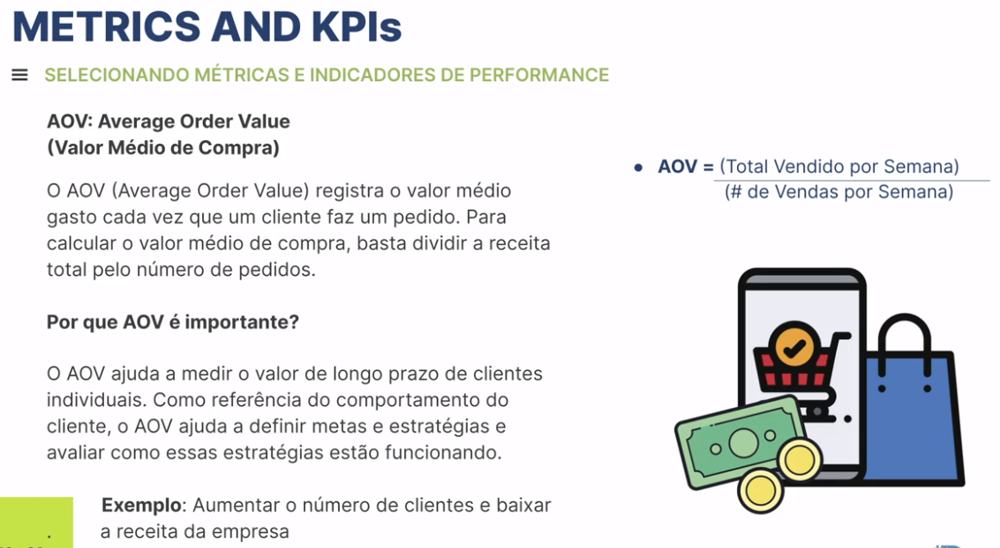 METRICS AND KPIs
SELECIONANDO MÉTRICAS E INDICADORES DE PERFORMANCE
AOV: Average Order Value
(Valor Médio de Compra)
O AOV (Average Order Value) registra o valor médio
gasto cada vez que um cliente faz um pedido. Para
calcular o valor médio de compra, basta dividir a receita
total pelo número de pedidos.
Por que AOV é importante?
O AOV ajuda a medir o valor de longo prazo de clientes
individuais. Como referência do comportamento do
cliente, o AOV ajuda a definir metas e estratégias e
avaliar como essas estratégias estão funcionando.
Exemplo: Aumentar o número de clientes e baixar
a receita da empresa
• AOV = (Total Vendido por Semana)
(# de Vendas por Semana)